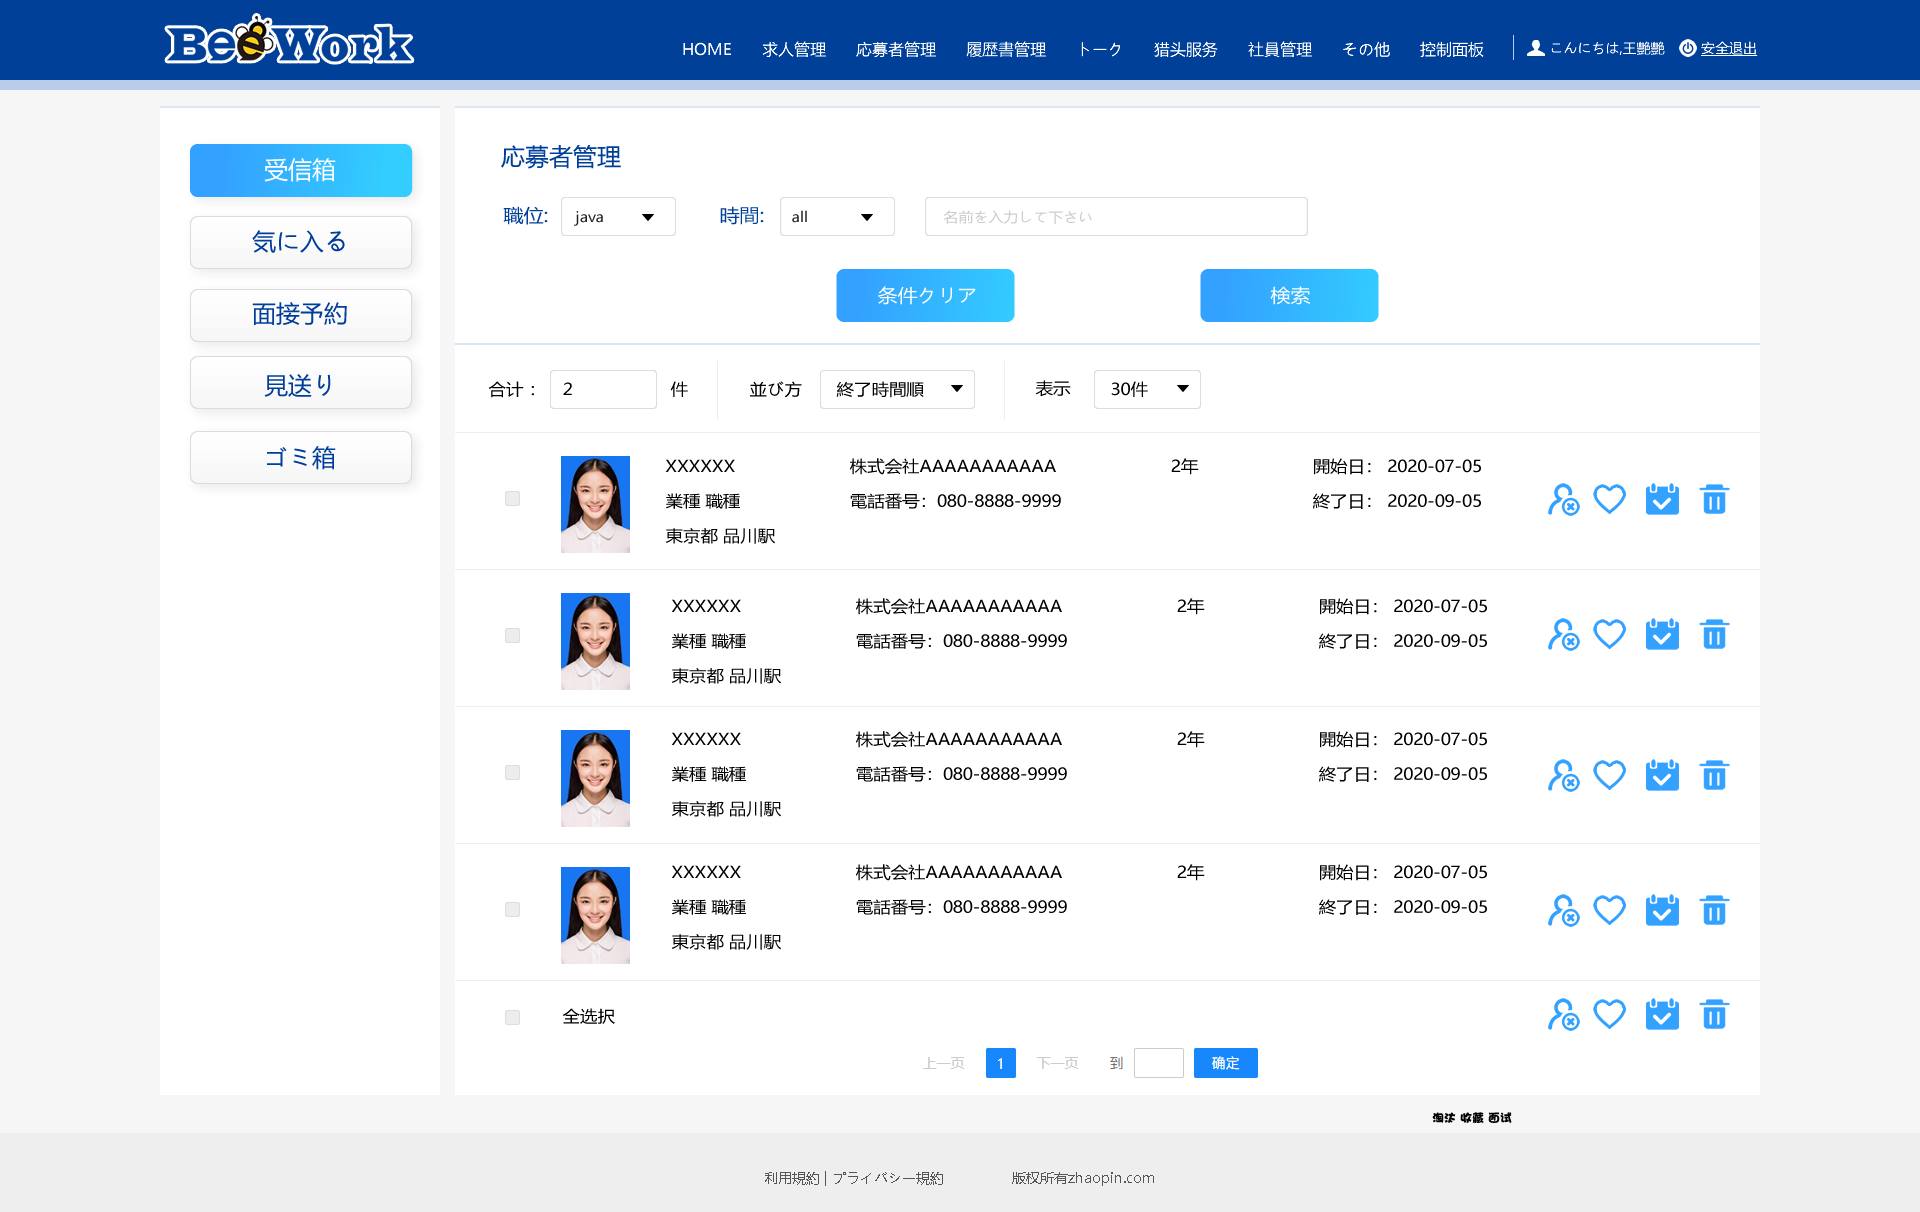 BeeWork
HOME 求人管理 応募者管理 履歴書管理 トーク 猎头服务 社員管理 その他 控制面板 こんにちは,王艷艷 安全退出
受信箱
気に入る
面接予約
見送り
ゴミ箱
応募者管理
職位: java 時間: all 名前を入力して下さい
条件クリア 検索
合计： 2 件 並び方 終了時間順 表示 30件
XXXXXX 株式会社AAAAAAAAAAA 2年 開始日： 2020-07-05
業種 職種 電話番号：080-8888-9999 終了日： 2020-09-05
東京都 品川駅
XXXXXX 株式会社AAAAAAAAAAA 2年 開始日： 2020-07-05
業種 職種 電話番号：080-8888-9999 終了日： 2020-09-05
東京都 品川駅
XXXXXX 株式会社AAAAAAAAAAA 2年 開始日： 2020-07-05
業種 職種 電話番号：080-8888-9999 終了日： 2020-09-05
東京都 品川駅
XXXXXX 株式会社AAAAAAAAAAA 2年 開始日： 2020-07-05
業種 職種 電話番号：080-8888-9999 終了日： 2020-09-05
東京都 品川駅
全选択
上一页 1 下一页 到 确定
淘汰 收藏 面试
利用規約 | プライバシー規約 版权所有zhaopin.com